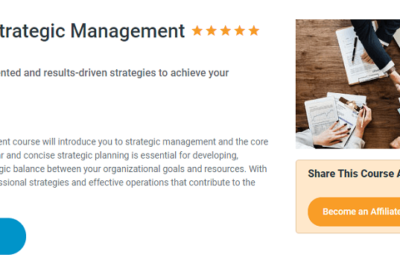 trategic Management
nted and results-driven strategies to achieve your
ent course will introduce you to strategic management and the core
r and concise strategic planning is essential for developing,
gic balance between your organizational goals and resources. With
ssional strategies and effective operations that contribute to the
Share This Course A
Become an Affiliate